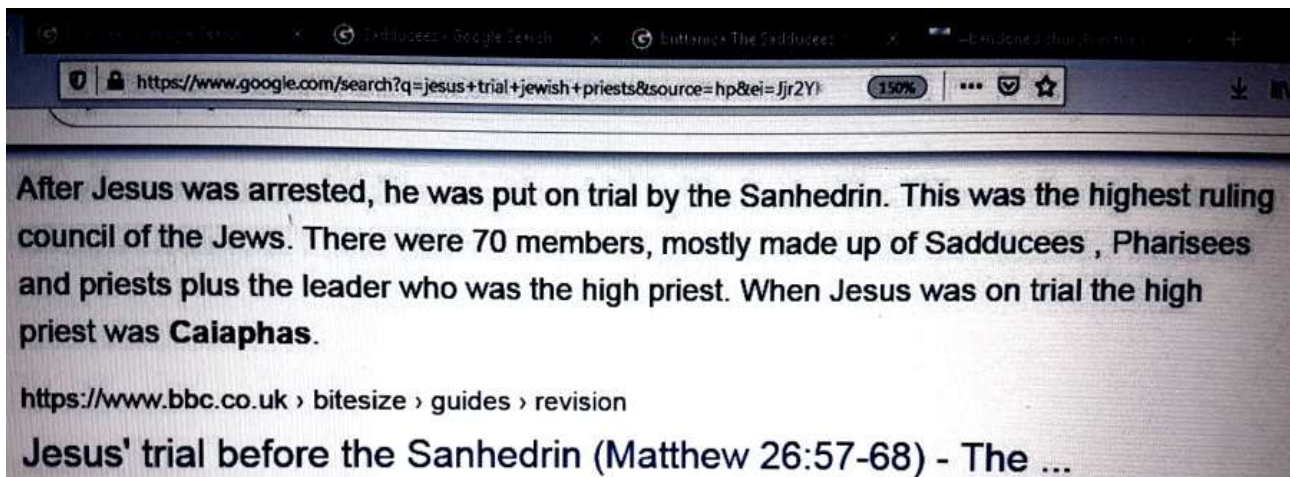 Sadducees - Google Search
https://www.google.com/search?q=jesus+trial+jewish+priests&source=hp&ei=Jjr2Y
150%
After Jesus was arrested, he was put on trial by the Sanhedrin. This was the highest ruling
council of the Jews. There were 70 members, mostly made up of Sadducees , Pharisees
and priests plus the leader who was the high priest. When Jesus was on trial the high
priest was Caiaphas.
https://www.bbc.co.uk › bitesize › guides › revision
Jesus' trial before the Sanhedrin (Matthew 26:57-68) - The ...